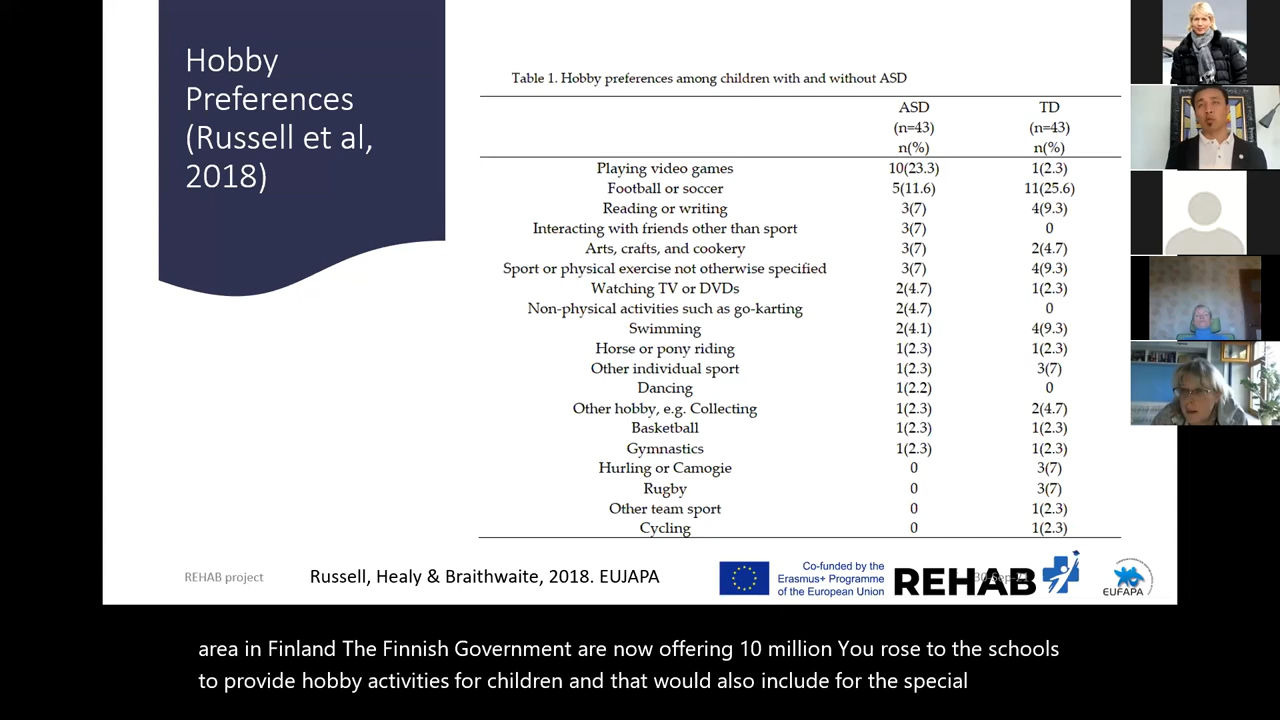 Hobby
Preferences
(Russell et al,
2018)
Table 1. Hobby preferences among children with and without ASD
ASD TD
(n=43) (n=43)
n(%) n(%)
Playing video games 10(23.3) 1(2.3)
Football or soccer 5(11.6) 11(25.6)
Reading or writing 3(7) 4(9.3)
Interacting with friends other than sport 3(7) 0
Arts, crafts, and cookery 3(7) 2(4.7)
Sport or physical exercise not otherwise specified 3(7) 4(9.3)
Watching TV or DVDs 2(4.7) 1(2.3)
Non-physical activities such as go-karting 2(4.7) 0
Swimming 2(4.1) 4(9.3)
Horse or pony riding 1(2.3) 1(2.3)
Other individual sport 1(2.3) 3(7)
Dancing 1(2.2) 0
Other hobby, e.g. Collecting 1(2.3) 2(4.7)
Basketball 1(2.3) 1(2.3)
Gymnastics 1(2.3) 1(2.3)
Hurling or Camogie 0 3(7)
Rugby 0 3(7)
Other team sport 0 1(2.3)
Cycling 0 1(2.3)
REHAB project
Russell, Healy & Braithwaite, 2018. EUJAPA
Co-funded by the
Erasmus+ Programme
of the European Union
REHAB
EUFAPA
area in Finland The Finnish Government are now offering 10 million You rose to the schools
to provide hobby activities for children and that would also include for the special